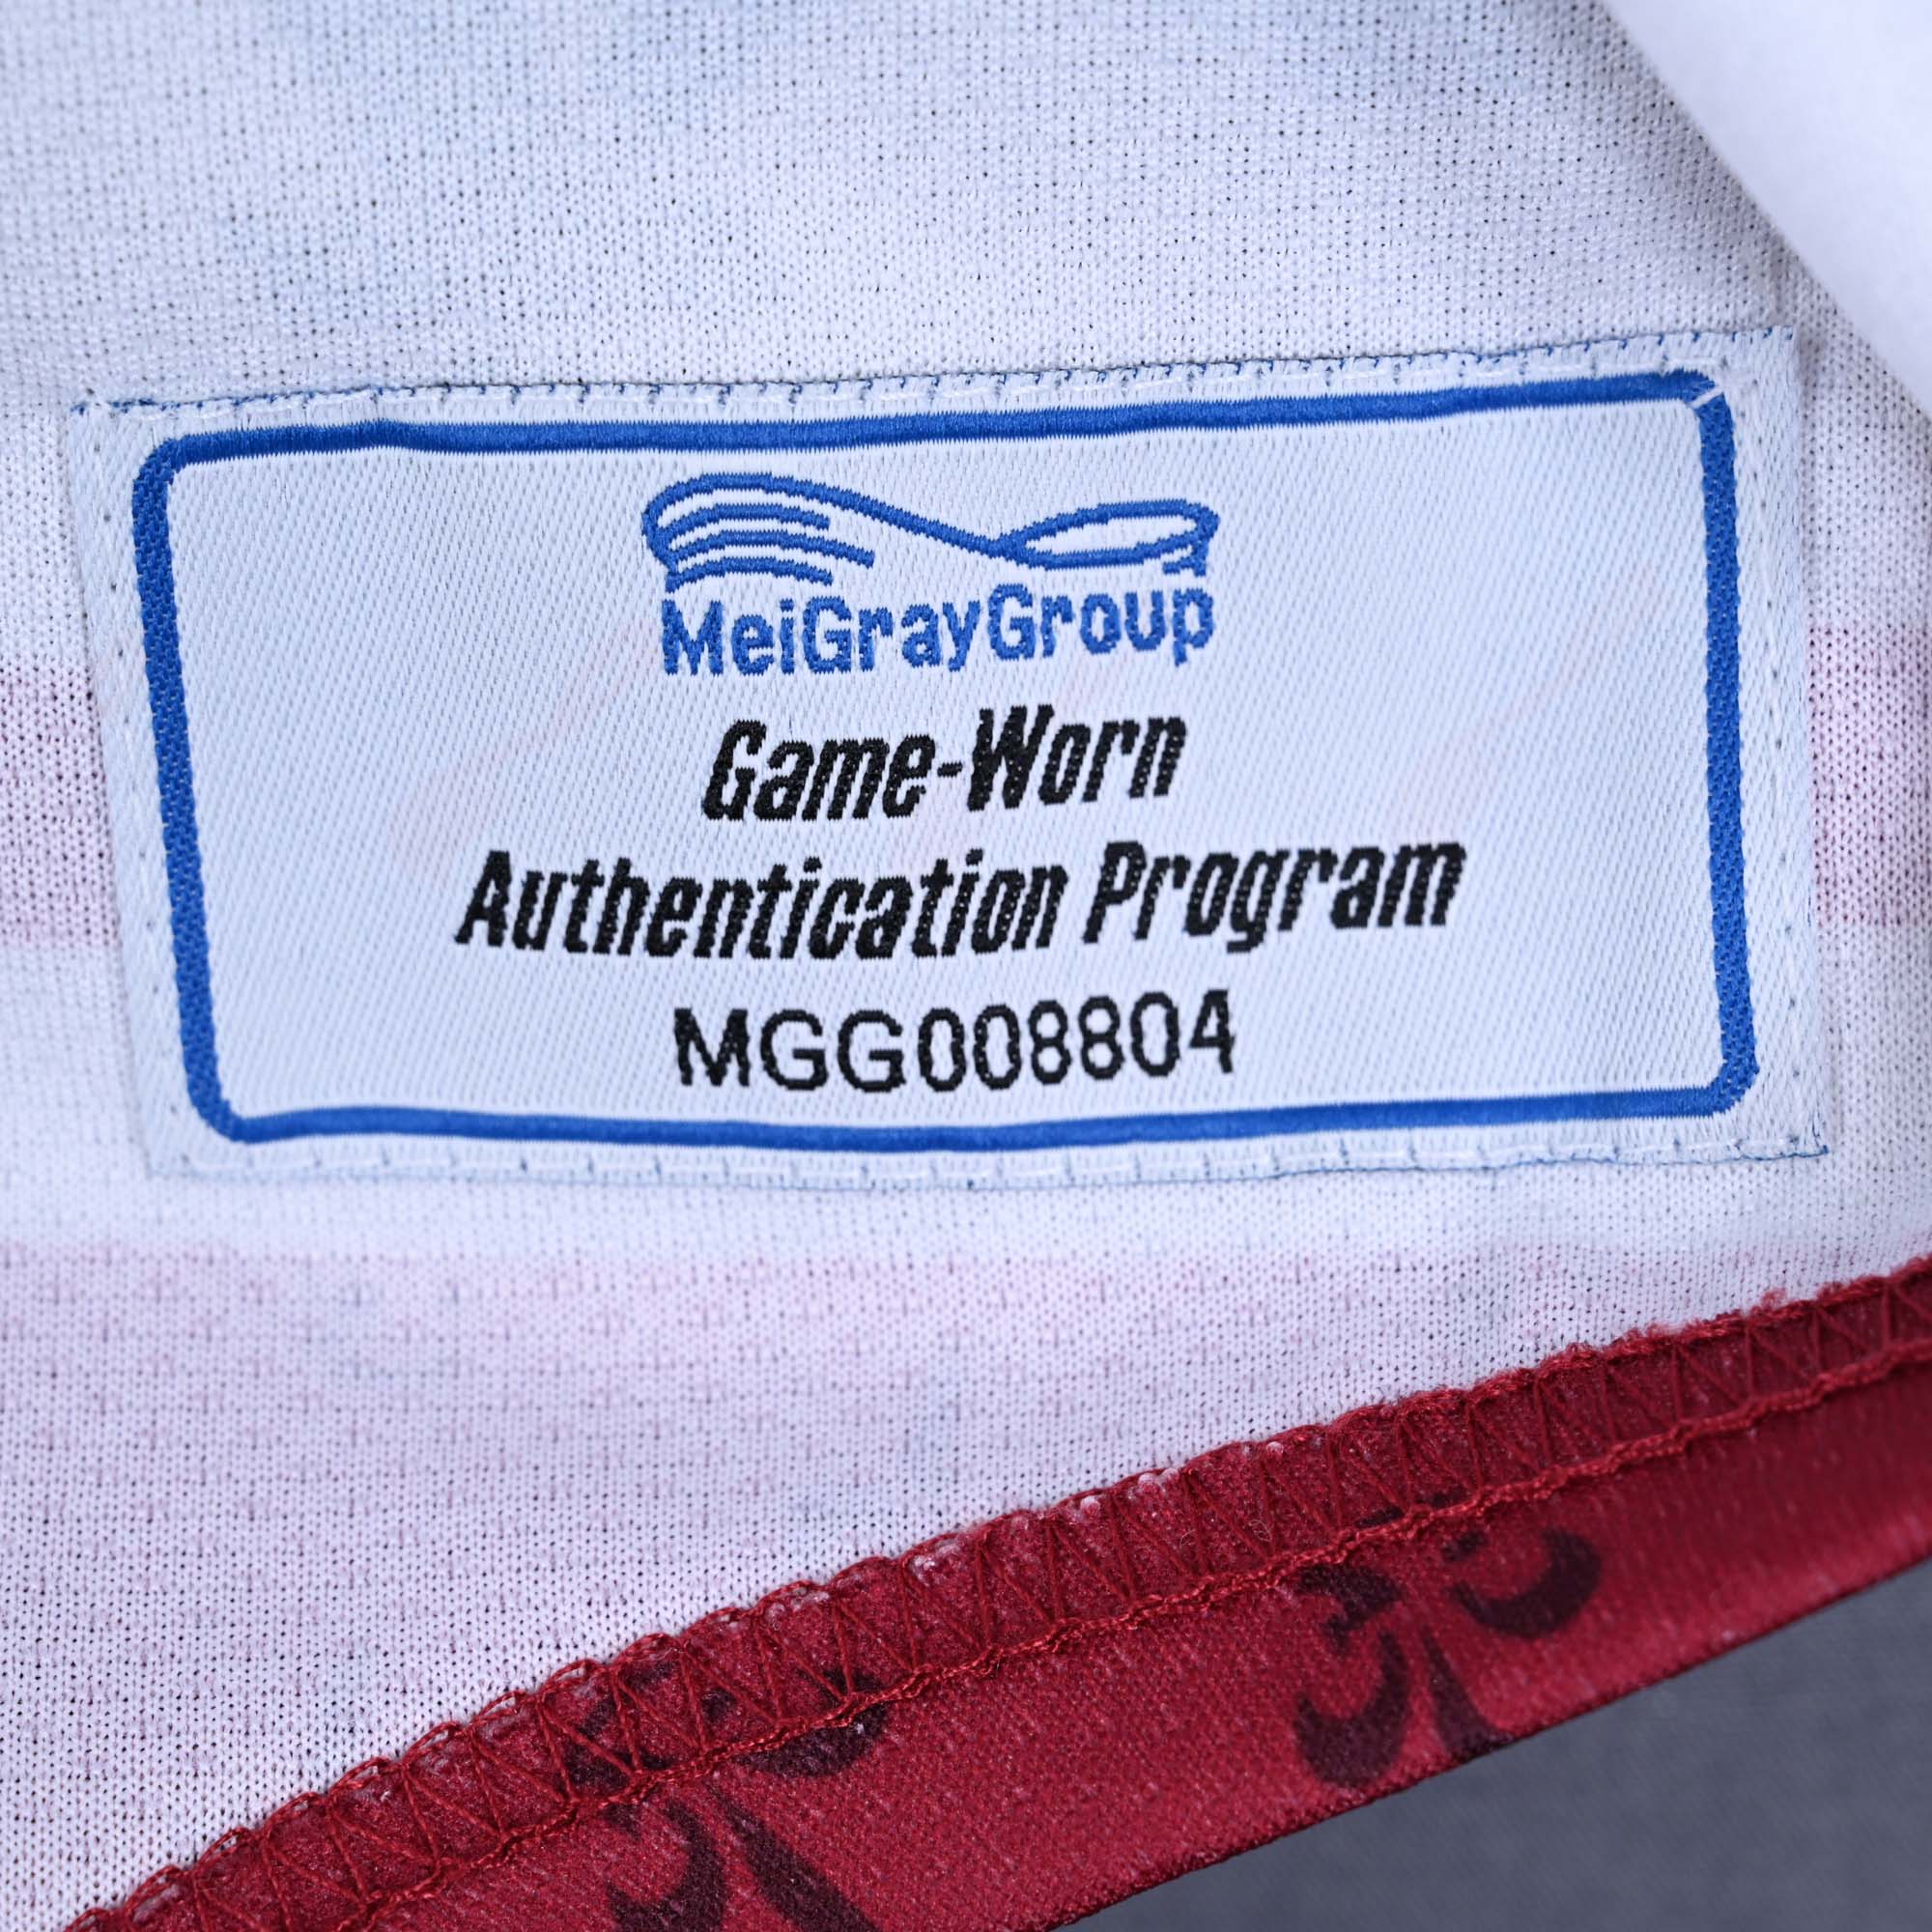 MeiGrayGroup
Game-Worn
Authentication Program
MGG008804